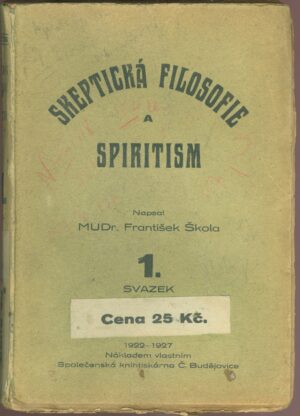 SKEPTICKÁ FILOSOFIE
A
SPIRITISM
Napsal
MUDr. František Škola
1.
SVAZEK
Cena 25 Kč.
1922-1927
Nákladem vlastním
Společenská knihtiskárna Č. Budějovice